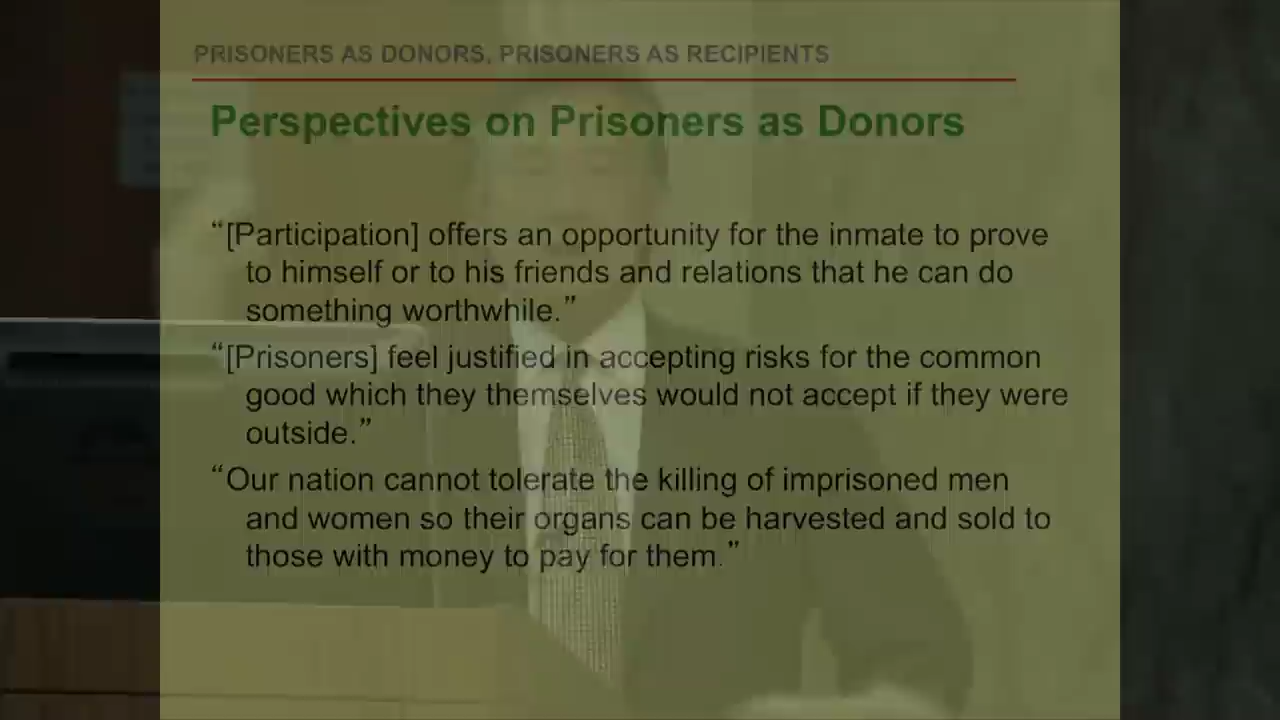 PRISONERS AS DONORS, PRISONERS AS RECIPIENTS
Perspectives on Prisoners as Donors
“[Participation] offers an opportunity for the inmate to prove
to himself or to his friends and relations that he can do
something worthwhile.”
“[Prisoners] feel justified in accepting risks for the common
good which they themselves would not accept if they were
outside.”
“Our nation cannot tolerate the killing of imprisoned men
and women so their organs can be harvested and sold to
those with money to pay for them.”